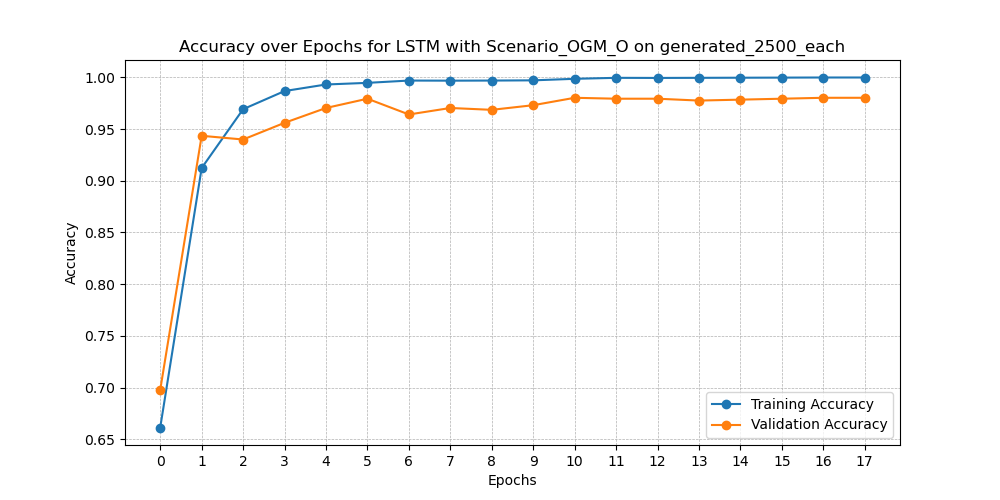 Accuracy over Epochs for LSTM with Scenario_OGM_O on generated_2500_each
1.00
0.95
0.90
0.85
0.80
0.75
0.70
0.65
Accuracy
0 1 2 3 4 5 6 7 8 9 10 11 12 13 14 15 16 17
Epochs
Training Accuracy
Validation Accuracy